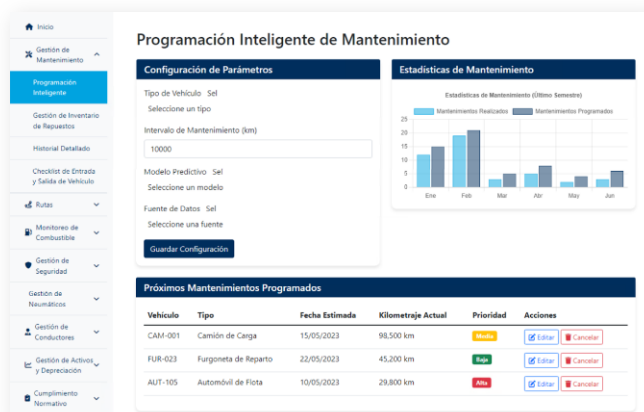 Inicio
Gestión de
Mantenimiento
Programación
Inteligente
Gestión de Inventario
de Repuestos
Historial Detallado
Checklist de Entrada
y Salida de Vehículo
Rutas
Monitoreo de
Combustible
Gestión de
Seguridad
Gestión de
Neumáticos
Gestión de
Conductores
Gestión de Activos
y Depreciación
Cumplimiento
Normativo
Programación Inteligente de Mantenimiento
Configuración de Parámetros
Tipo de Vehículo Sel
Seleccione un tipo
Intervalo de Mantenimiento (km)
10000
Modelo Predictivo Sel
Seleccione un modelo
Fuente de Datos Sel
Seleccione una fuente
Guardar Configuración
Estadísticas de Mantenimiento
Estadísticas de Mantenimiento (Último Semestre)
Mantenimientos Realizados Mantenimientos Programados
25
20
15
10
5
0
Ene Feb Mar Abr May Jun
Próximos Mantenimientos Programados
Vehículo Tipo Fecha Estimada Kilometraje Actual Prioridad Acciones
CAM-001 Camión de Carga 15/05/2023 98,500 km Media Editar Cancelar
FUR-023 Furgoneta de Reparto 22/05/2023 45,200 km Baja Editar Cancelar
AUT-105 Automóvil de Flota 10/05/2023 29,800 km Alta Editar Cancelar